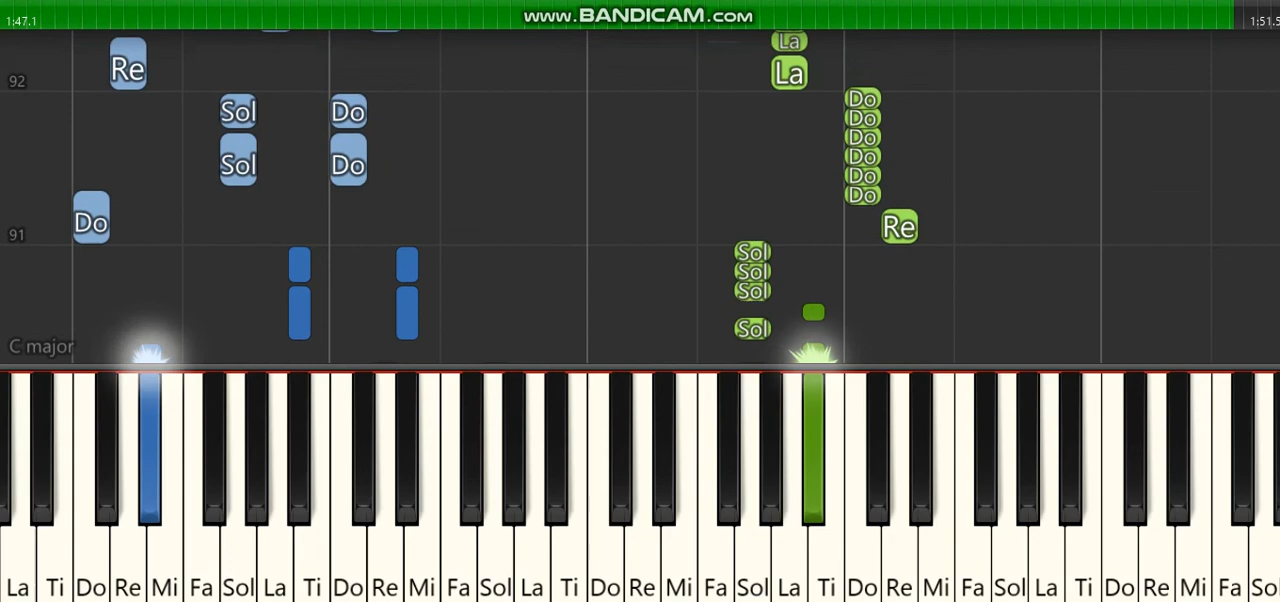 1:47.1 www.BANDICAM.com 1:51.5
La
Re La
92
Do
Sol Do Do
Do
Sol Do Do
Do
Do Do
Re
91
Sol
Sol
Sol
Sol
C major
La Ti Do Re Mi Fa Sol La Ti Do Re Mi Fa Sol La Ti Do Re Mi Fa Sol La Ti Do Re Mi Fa Sol La Ti Do Re Mi Fa So